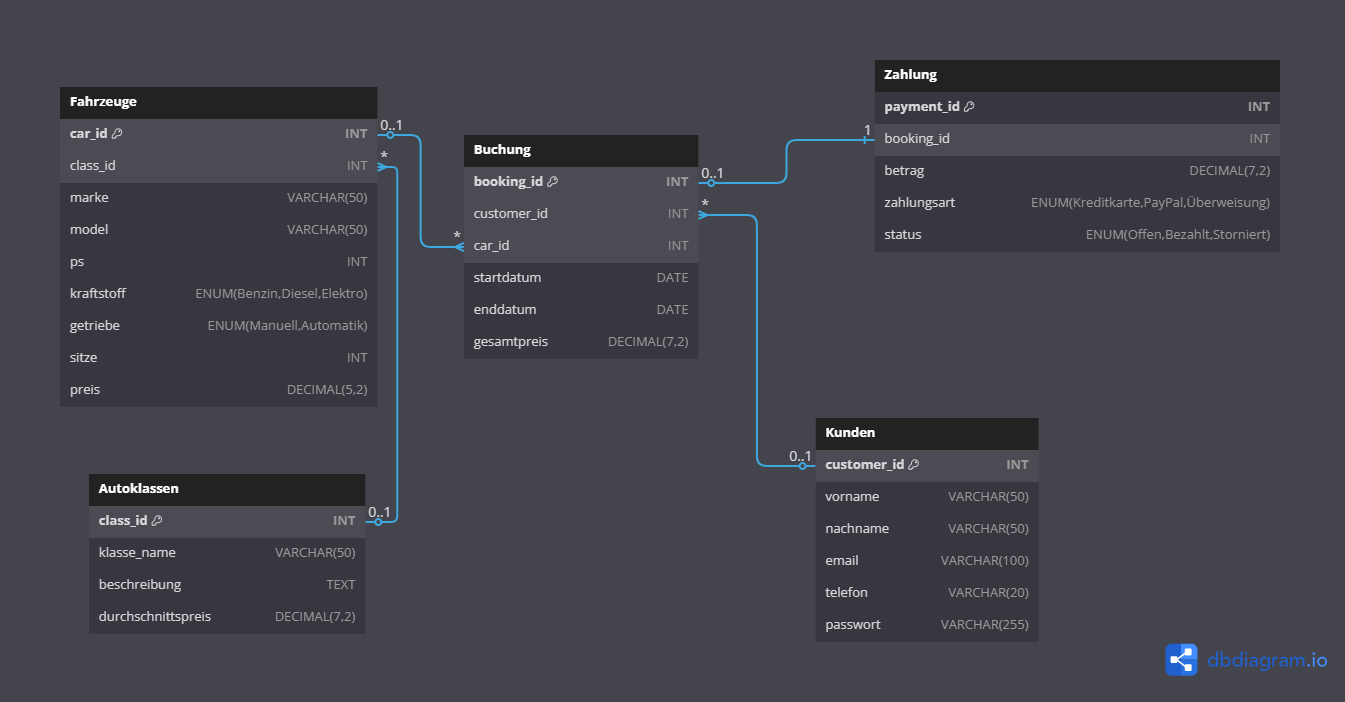 Fahrzeuge
car_id INT
class_id INT
marke VARCHAR(50)
model VARCHAR(50)
ps INT
kraftstoff ENUM(Benzin,Diesel,Elektro)
getriebe ENUM(Manuell,Automatik)
sitze INT
preis DECIMAL(5,2)
0..1
*
Autoklassen
class_id INT
klasse_name VARCHAR(50)
beschreibung TEXT
durchschnittspreis DECIMAL(7,2)
0..1
*
Buchung
booking_id INT
customer_id INT
car_id INT
startdatum DATE
enddatum DATE
gesamtpreis DECIMAL(7,2)
0..1
*
1
Zahlung
payment_id INT
booking_id INT
betrag DECIMAL(7,2)
zahlungsart ENUM(Kreditkarte,PayPal,Überweisung)
status ENUM(Offen,Bezahlt,Storniert)
0..1
Kunden
customer_id INT
vorname VARCHAR(50)
nachname VARCHAR(50)
email VARCHAR(100)
telefon VARCHAR(20)
passwort VARCHAR(255)
dbdiagram.io